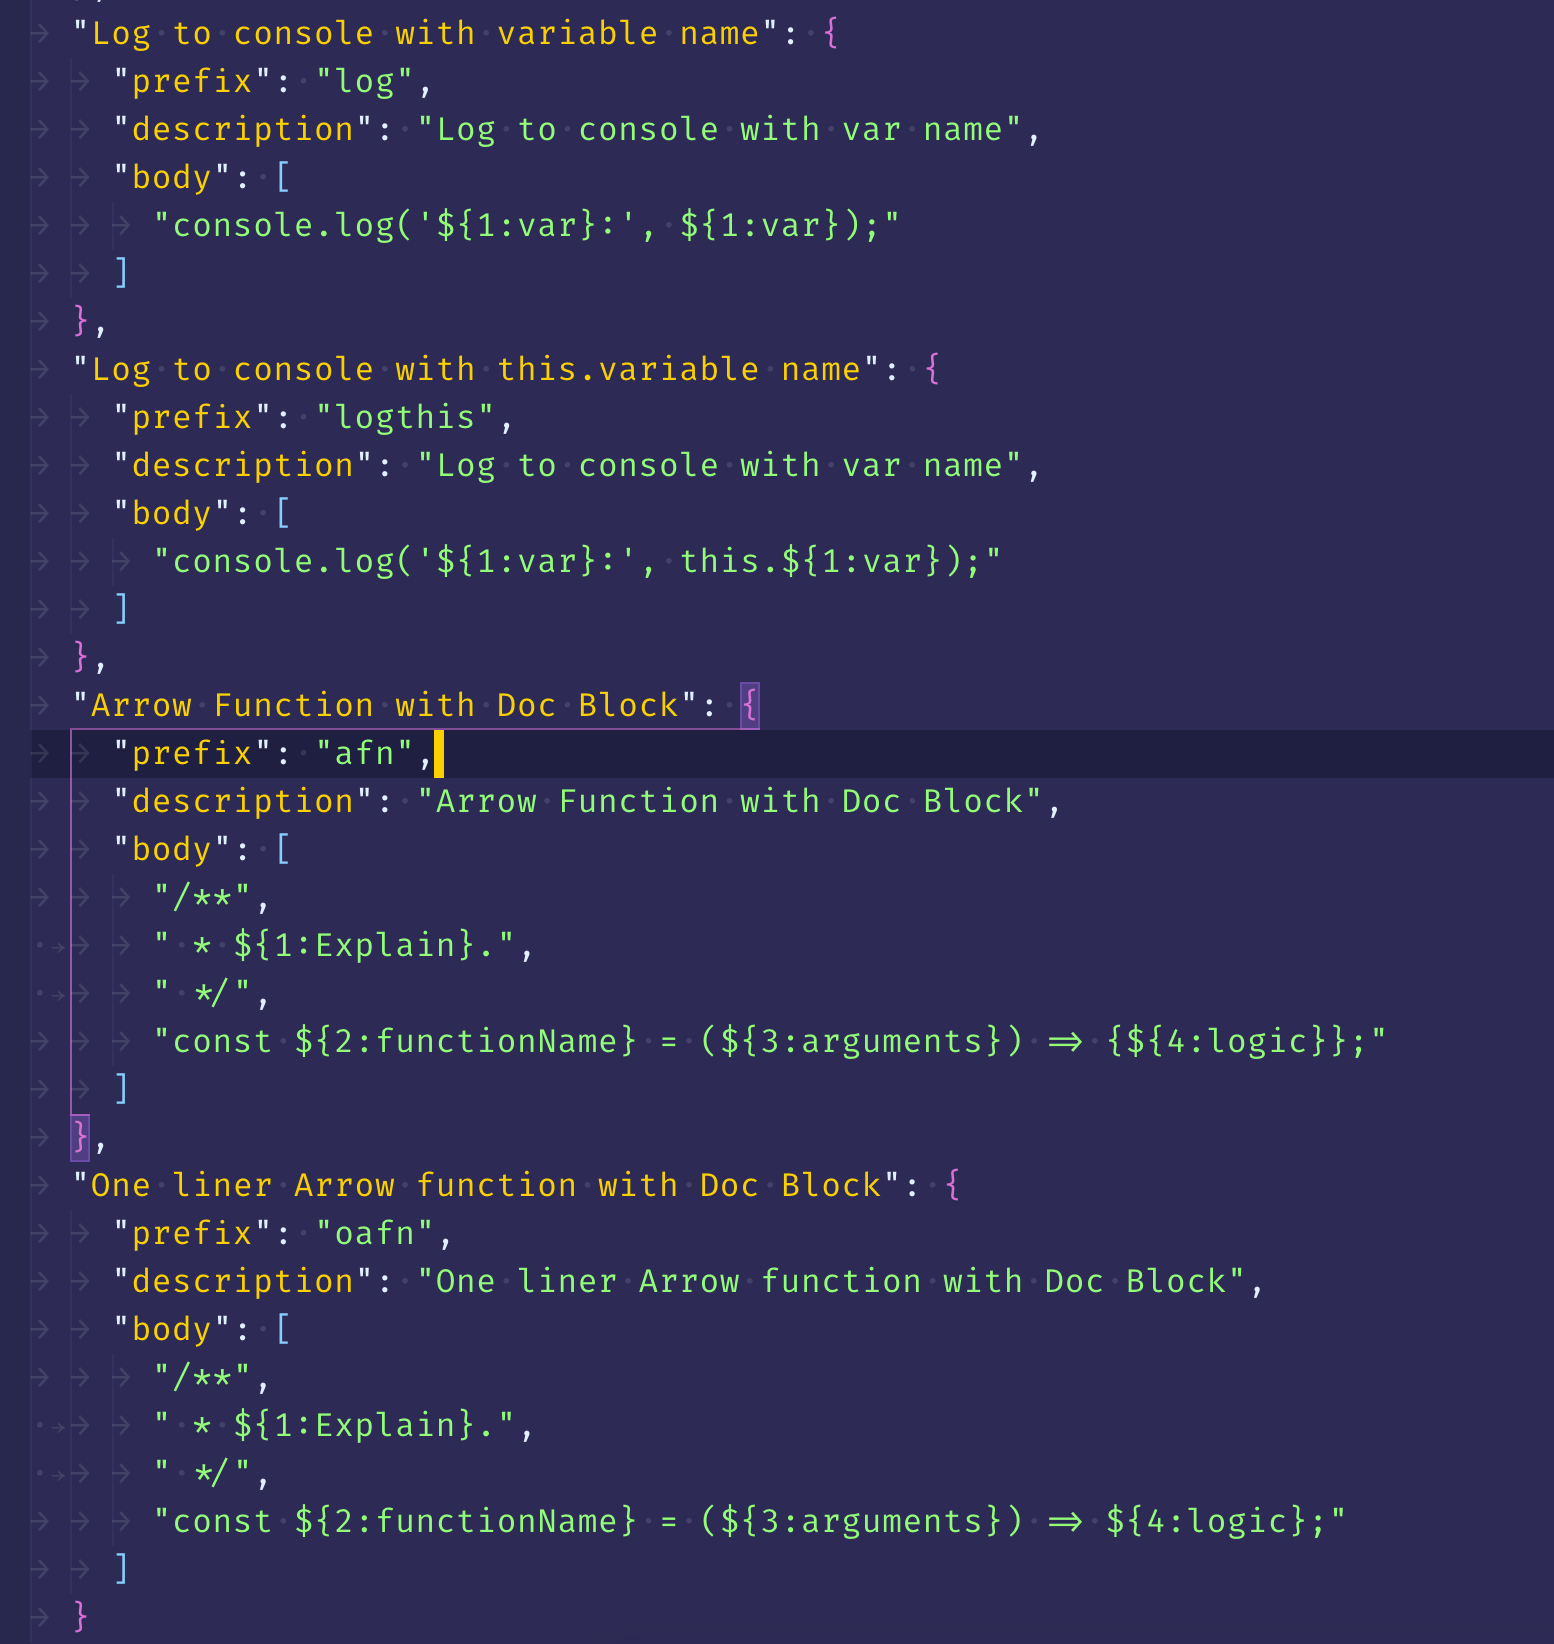 "Log to console with variable name": {
"prefix": "log",
"description": "Log to console with var name",
"body": [
"console.log('${1:var}:', ${1:var});"
]
},
"Log to console with this.variable name": {
"prefix": "logthis",
"description": "Log to console with var name",
"body": [
"console.log('${1:var}:', this.${1:var});"
]
},
"Arrow Function with Doc Block": {
"prefix": "afn",
"description": "Arrow Function with Doc Block",
"body": [
"/**",
" * ${1:Explain}.",
" */",
"const ${2:functionName} = (${3:arguments}) => {${4:logic}};"
]
},
"One liner Arrow function with Doc Block": {
"prefix": "oafn",
"description": "One liner Arrow function with Doc Block",
"body": [
"/**",
" * ${1:Explain}.",
" */",
"const ${2:functionName} = (${3:arguments}) => ${4:logic};"
]
}